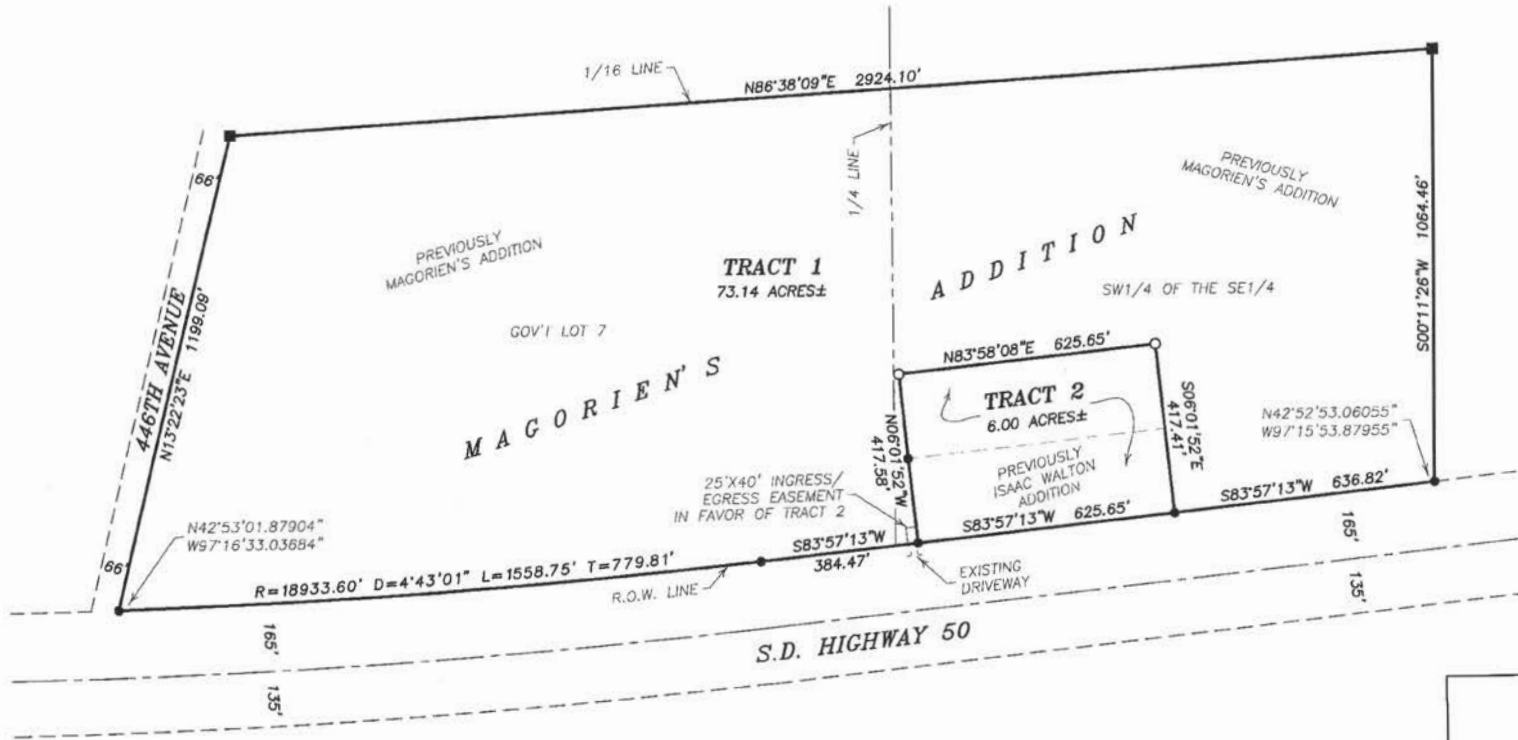 1/16 LINE
N86°38'09"E 2924.10'
1/4 LINE
66'
446TH AVENUE
N13°22'23"E 1199.09'
66'
PREVIOUSLY
MAGORIEN'S ADDITION
PREVIOUSLY
MAGORIEN'S ADDITION
TRACT 1
73.14 ACRES±
GOV'T LOT 7
MAGORIEN'S
ADDITION
SW1/4 OF THE SE1/4
S00°11'26"W 1064.46'
N83°58'08"E 625.65'
TRACT 2
6.00 ACRES±
PREVIOUSLY
ISAAC WALTON
ADDITION
N06°01'52"W
417.58'
S06°01'52"E
417.41'
N42°52'53.06055"
W97°15'53.87955"
25'X40' INGRESS/
EGRESS EASEMENT
IN FAVOR OF TRACT 2
N42°53'01.87904"
W97°16'33.03684"
R=18933.60' D=4°43'01" L=1558.75' T=779.81'
R.O.W. LINE
S83°57'13"W
384.47'
S83°57'13"W 625.65'
S83°57'13"W 636.82'
EXISTING
DRIVEWAY
165'
135'
165'
135'
S.D. HIGHWAY 50